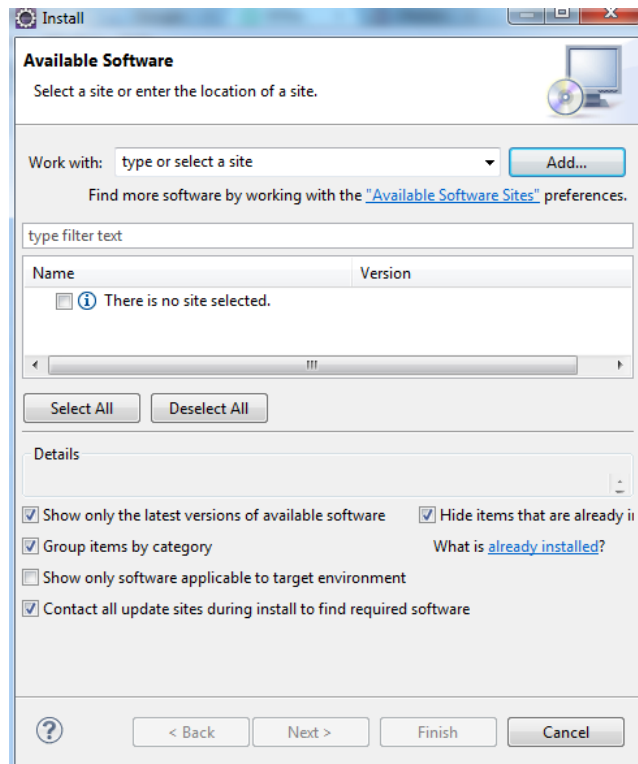 Install
Available Software
Select a site or enter the location of a site.
Work with: type or select a site Add...
Find more software by working with the "Available Software Sites" preferences.
type filter text
Name Version
There is no site selected.
Select All Deselect All
Details
Show only the latest versions of available software Hide items that are already
Group items by category What is already installed?
Show only software applicable to target environment
Contact all update sites during install to find required software
< Back Next > Finish Cancel